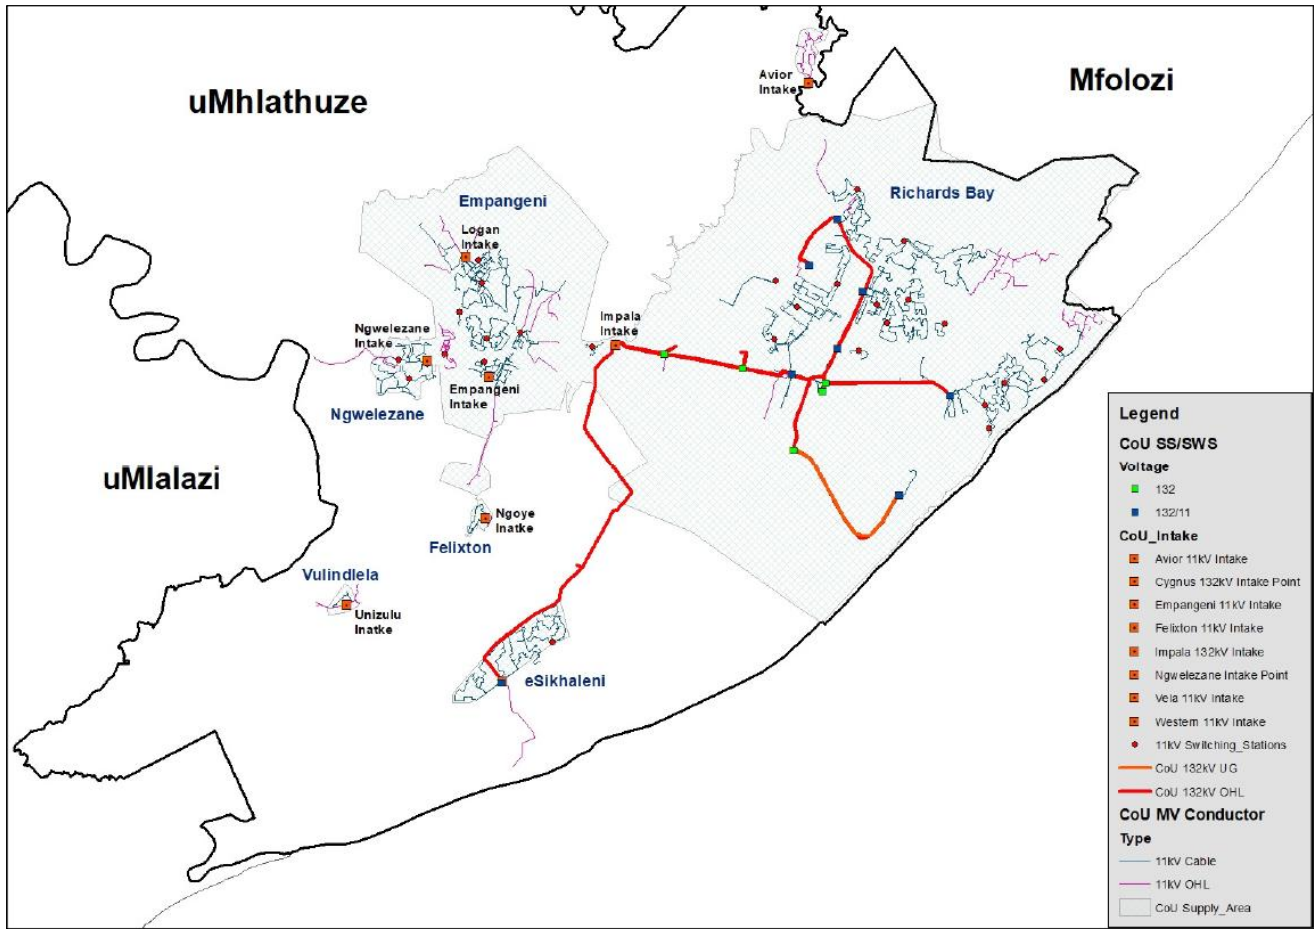 Avior
Intake
Mfolozi
uMhlathuze
Richards Bay
Empangeni
Logan
Intake
Impala
Intake
Ngwelezane
Intake
Empangeni
Intake
Ngwelezane
uMlalazi
Ngoye
Inatke
Felixton
Vulindlela
Unizulu
Inatke
eSikhaleni
Legend
CoU SS/SWS
Voltage
132
132/11
CoU_Intake
Avior 11kV Intake
Cygnus 132kV Intake Point
Empangeni 11kV Intake
Felixton 11kV Intake
Impala 132kV Intake
Ngwelezane Intake Point
Vela 11kV Intake
Western 11kV Intake
11kV Switching_Stations
CoU 132kV UG
CoU 132kV OHL
CoU MV Conductor
Type
11kV Cable
11kV OHL
CoU Supply_Area